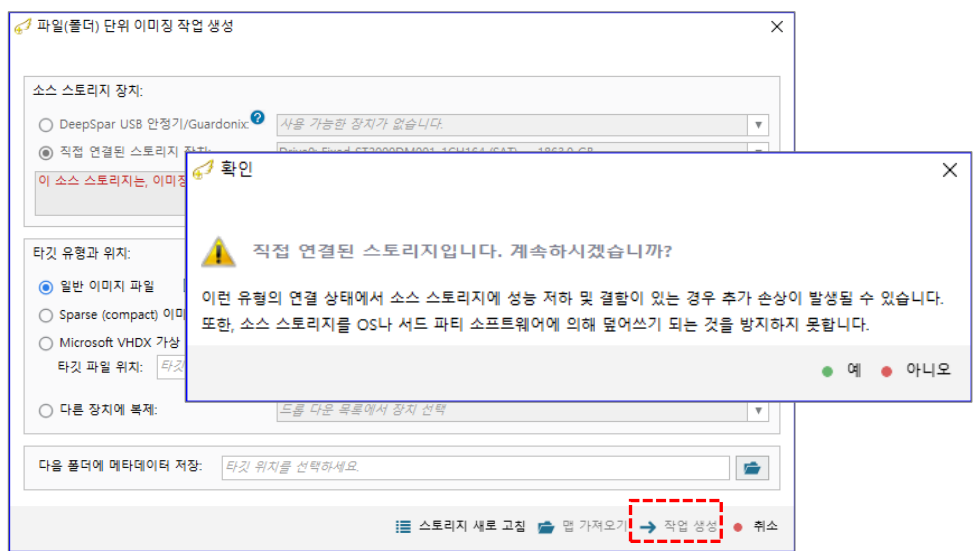 파일(폴더) 단위 이미징 작업 생성
소스 스토리지 장치:
DeepSpar USB 안정기/Guardonix: 사용 가능한 장치가 없습니다.
직접 연결된 스토리지 장치: Drive0: Fixed ST2000DM001-1CH164 (SAT) 1863.0 GB
이 소스 스토리지는, 이미징
확인
직접 연결된 스토리지입니다. 계속하시겠습니까?
이런 유형의 연결 상태에서 소스 스토리지에 성능 저하 및 결함이 있는 경우 추가 손상이 발생될 수 있습니다.
또한, 소스 스토리지를 OS나 서드 파티 소프트웨어에 의해 덮어쓰기 되는 것을 방지하지 못합니다.
예 아니오
타깃 유형과 위치:
일반 이미지 파일
Sparse (compact) 이미
Microsoft VHDX 가상
타깃 파일 위치: 타깃
다른 장치에 복제: 드롭 다운 목록에서 장치 선택
다음 폴더에 메타데이터 저장: 타깃 위치를 선택하세요.
스토리지 새로 고침 맵 가져오기 작업 생성 취소